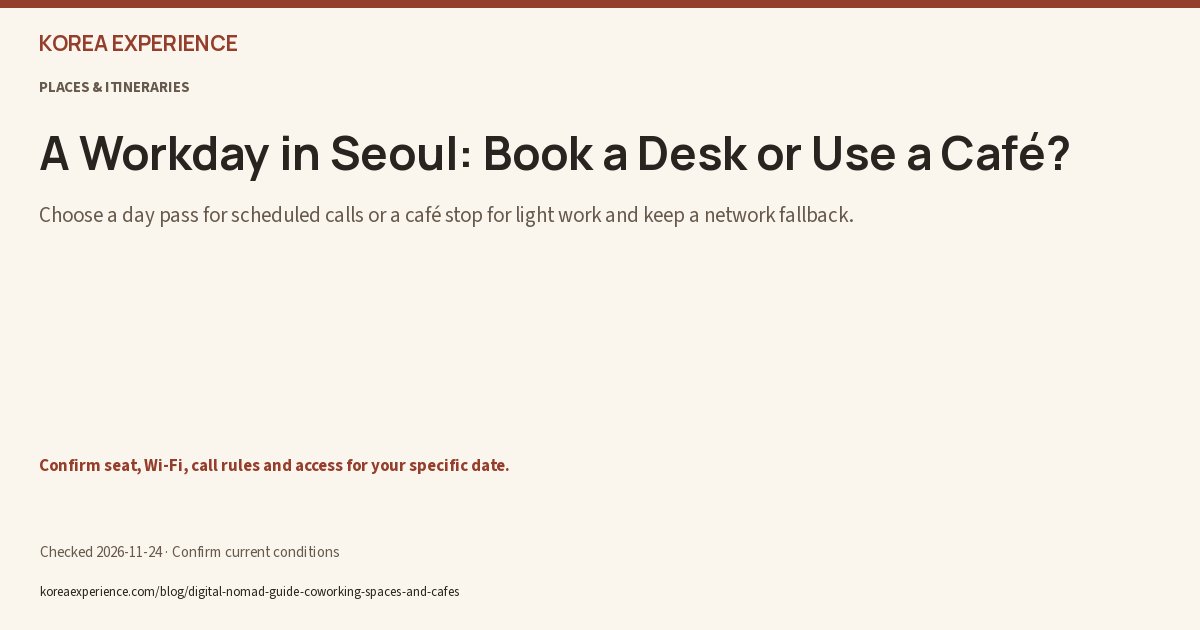 KOREA EXPERIENCE
PLACES & ITINERARIES
A Workday in Seoul: Book a Desk or Use a Café?
Choose a day pass for scheduled calls or a café stop for light work and keep a network fallback.
Confirm seat, Wi-Fi, call rules and access for your specific date.
Checked 2026-11-24 · Confirm current conditions
koreaexperience.com/blog/digital-nomad-guide-coworking-spaces-and-cafes